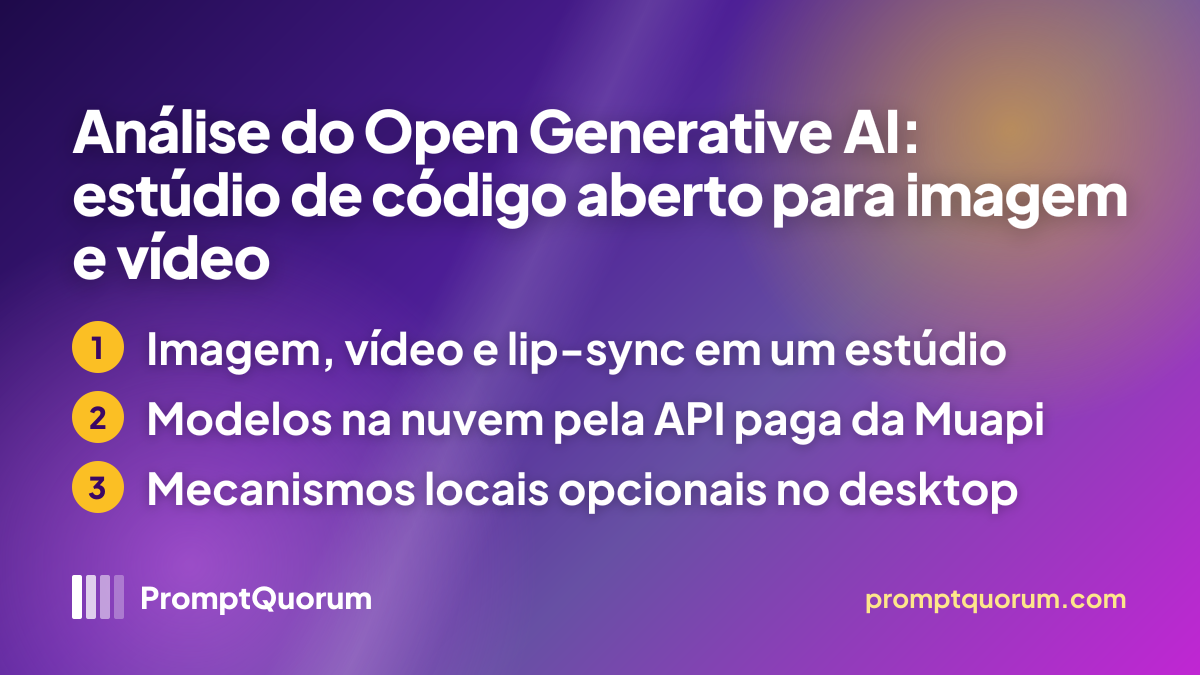 Análise do Open Generative AI:
estúdio de código aberto para imagem
e vídeo
1 Imagem, vídeo e lip-sync em um estúdio
2 Modelos na nuvem pela API paga da Muapi
3 Mecanismos locais opcionais no desktop
PromptQuorum
promptquorum.com